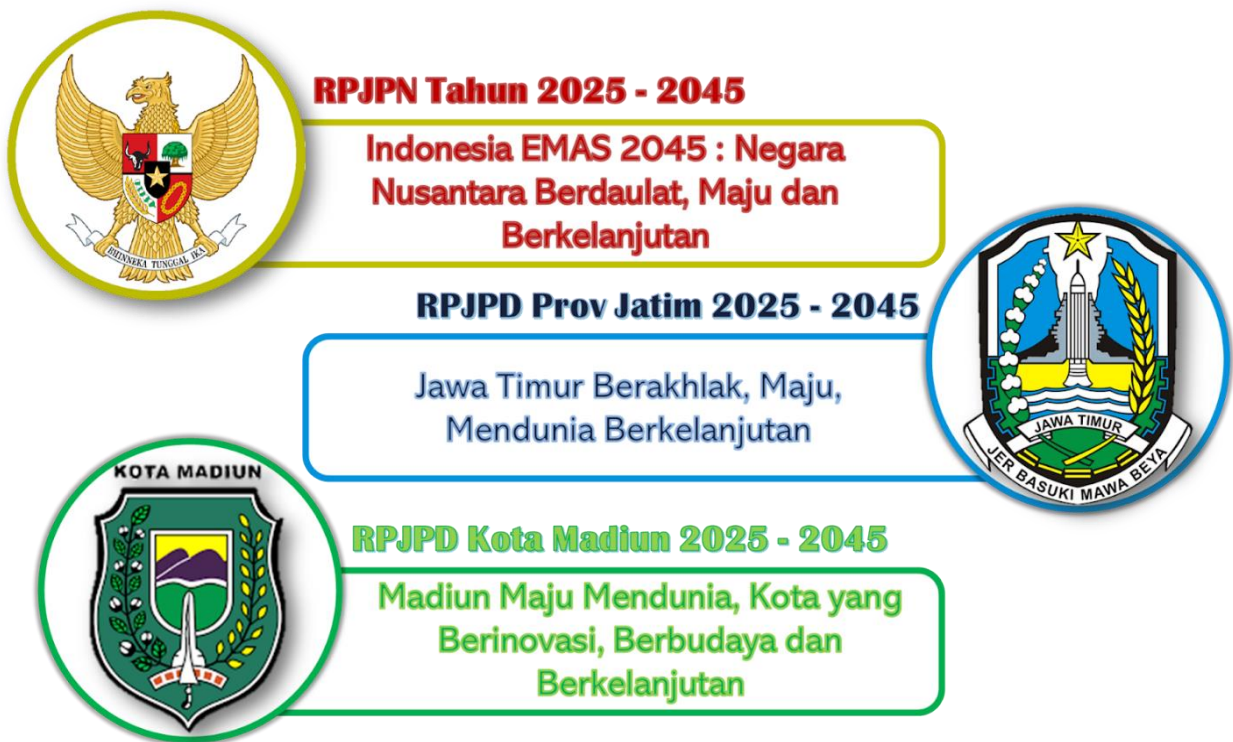 RPJPN Tahun 2025 - 2045
Indonesia EMAS 2045 : Negara
Nusantara Berdaulat, Maju dan
Berkelanjutan
BHINNEKA TUNGGAL IKA
RPJPD Prov Jatim 2025 - 2045
Jawa Timur Berakhlak, Maju,
Mendunia Berkelanjutan
JAWA TIMUR
JER BASUKI MAWA BEYA
KOTA MADIUN
RPJPD Kota Madiun 2025 - 2045
Madiun Maju Mendunia, Kota yang
Berinovasi, Berbudaya dan
Berkelanjutan